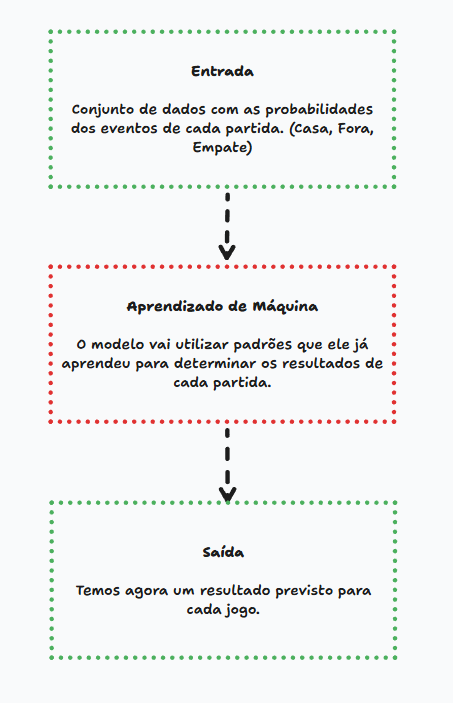 Entrada
Conjunto de dados com as probabilidades
dos eventos de cada partida. (Casa, Fora,
Empate)
Aprendizado de Máquina
O modelo vai utilizar padrões que ele já
aprendeu para determinar os resultados de
cada partida.
Saída
Temos agora um resultado previsto para
cada jogo.